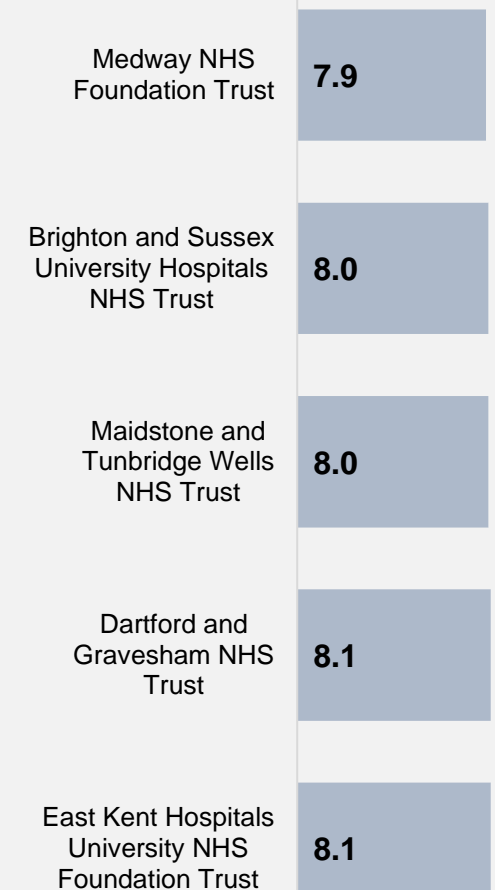 Medway NHS
Foundation Trust
7.9
Brighton and Sussex
University Hospitals
NHS Trust
8.0
Maidstone and
Tunbridge Wells
NHS Trust
8.0
Dartford and
Gravesham NHS
Trust
8.1
East Kent Hospitals
University NHS
Foundation Trust
8.1